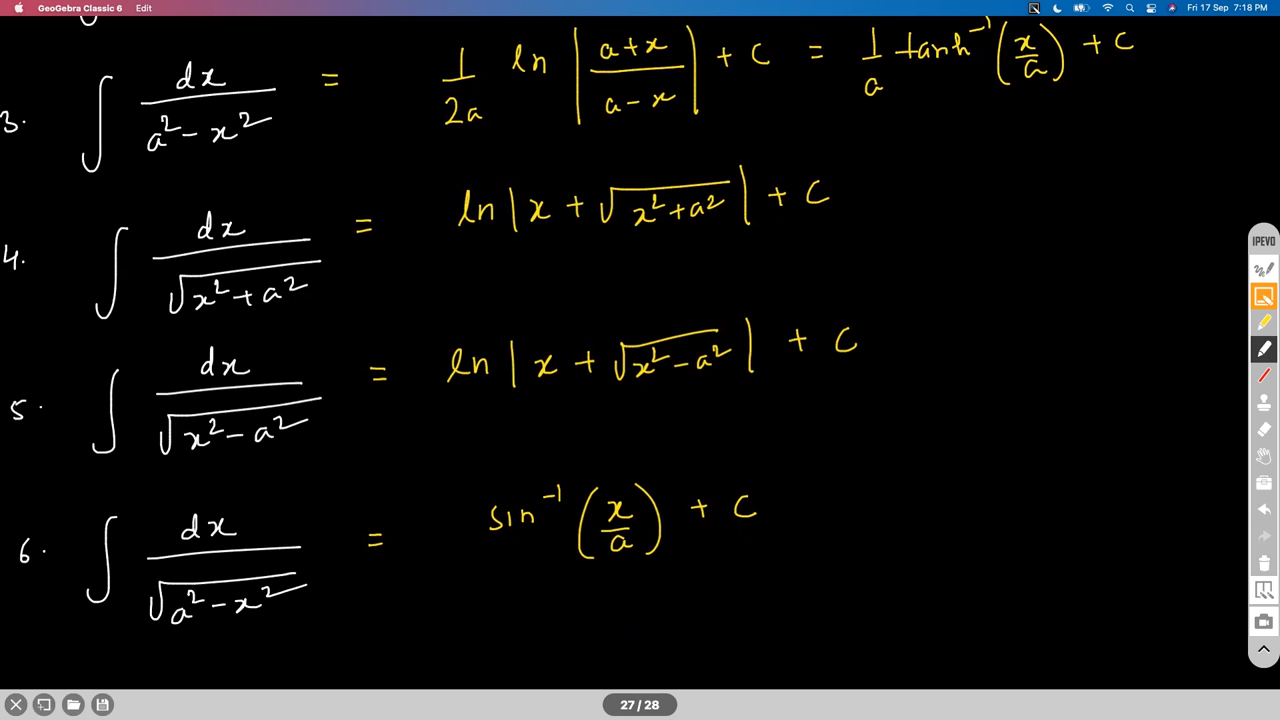 GeoGebra Classic 6 Edit Fri 17 Sep 7:18 PM
3. ∫ dx / (a² − x²) = 1/2a ln |(a + x)/(a − x)| + C = 1/a tanh⁻¹ (x/a) + C
4. ∫ dx / √(x² + a²) = ln |x + √(x² + a²)| + C
5. ∫ dx / √(x² − a²) = ln |x + √(x² − a²)| + C
6. ∫ dx / √(a² − x²) = sin⁻¹ (x/a) + C
IPEVO
27 / 28